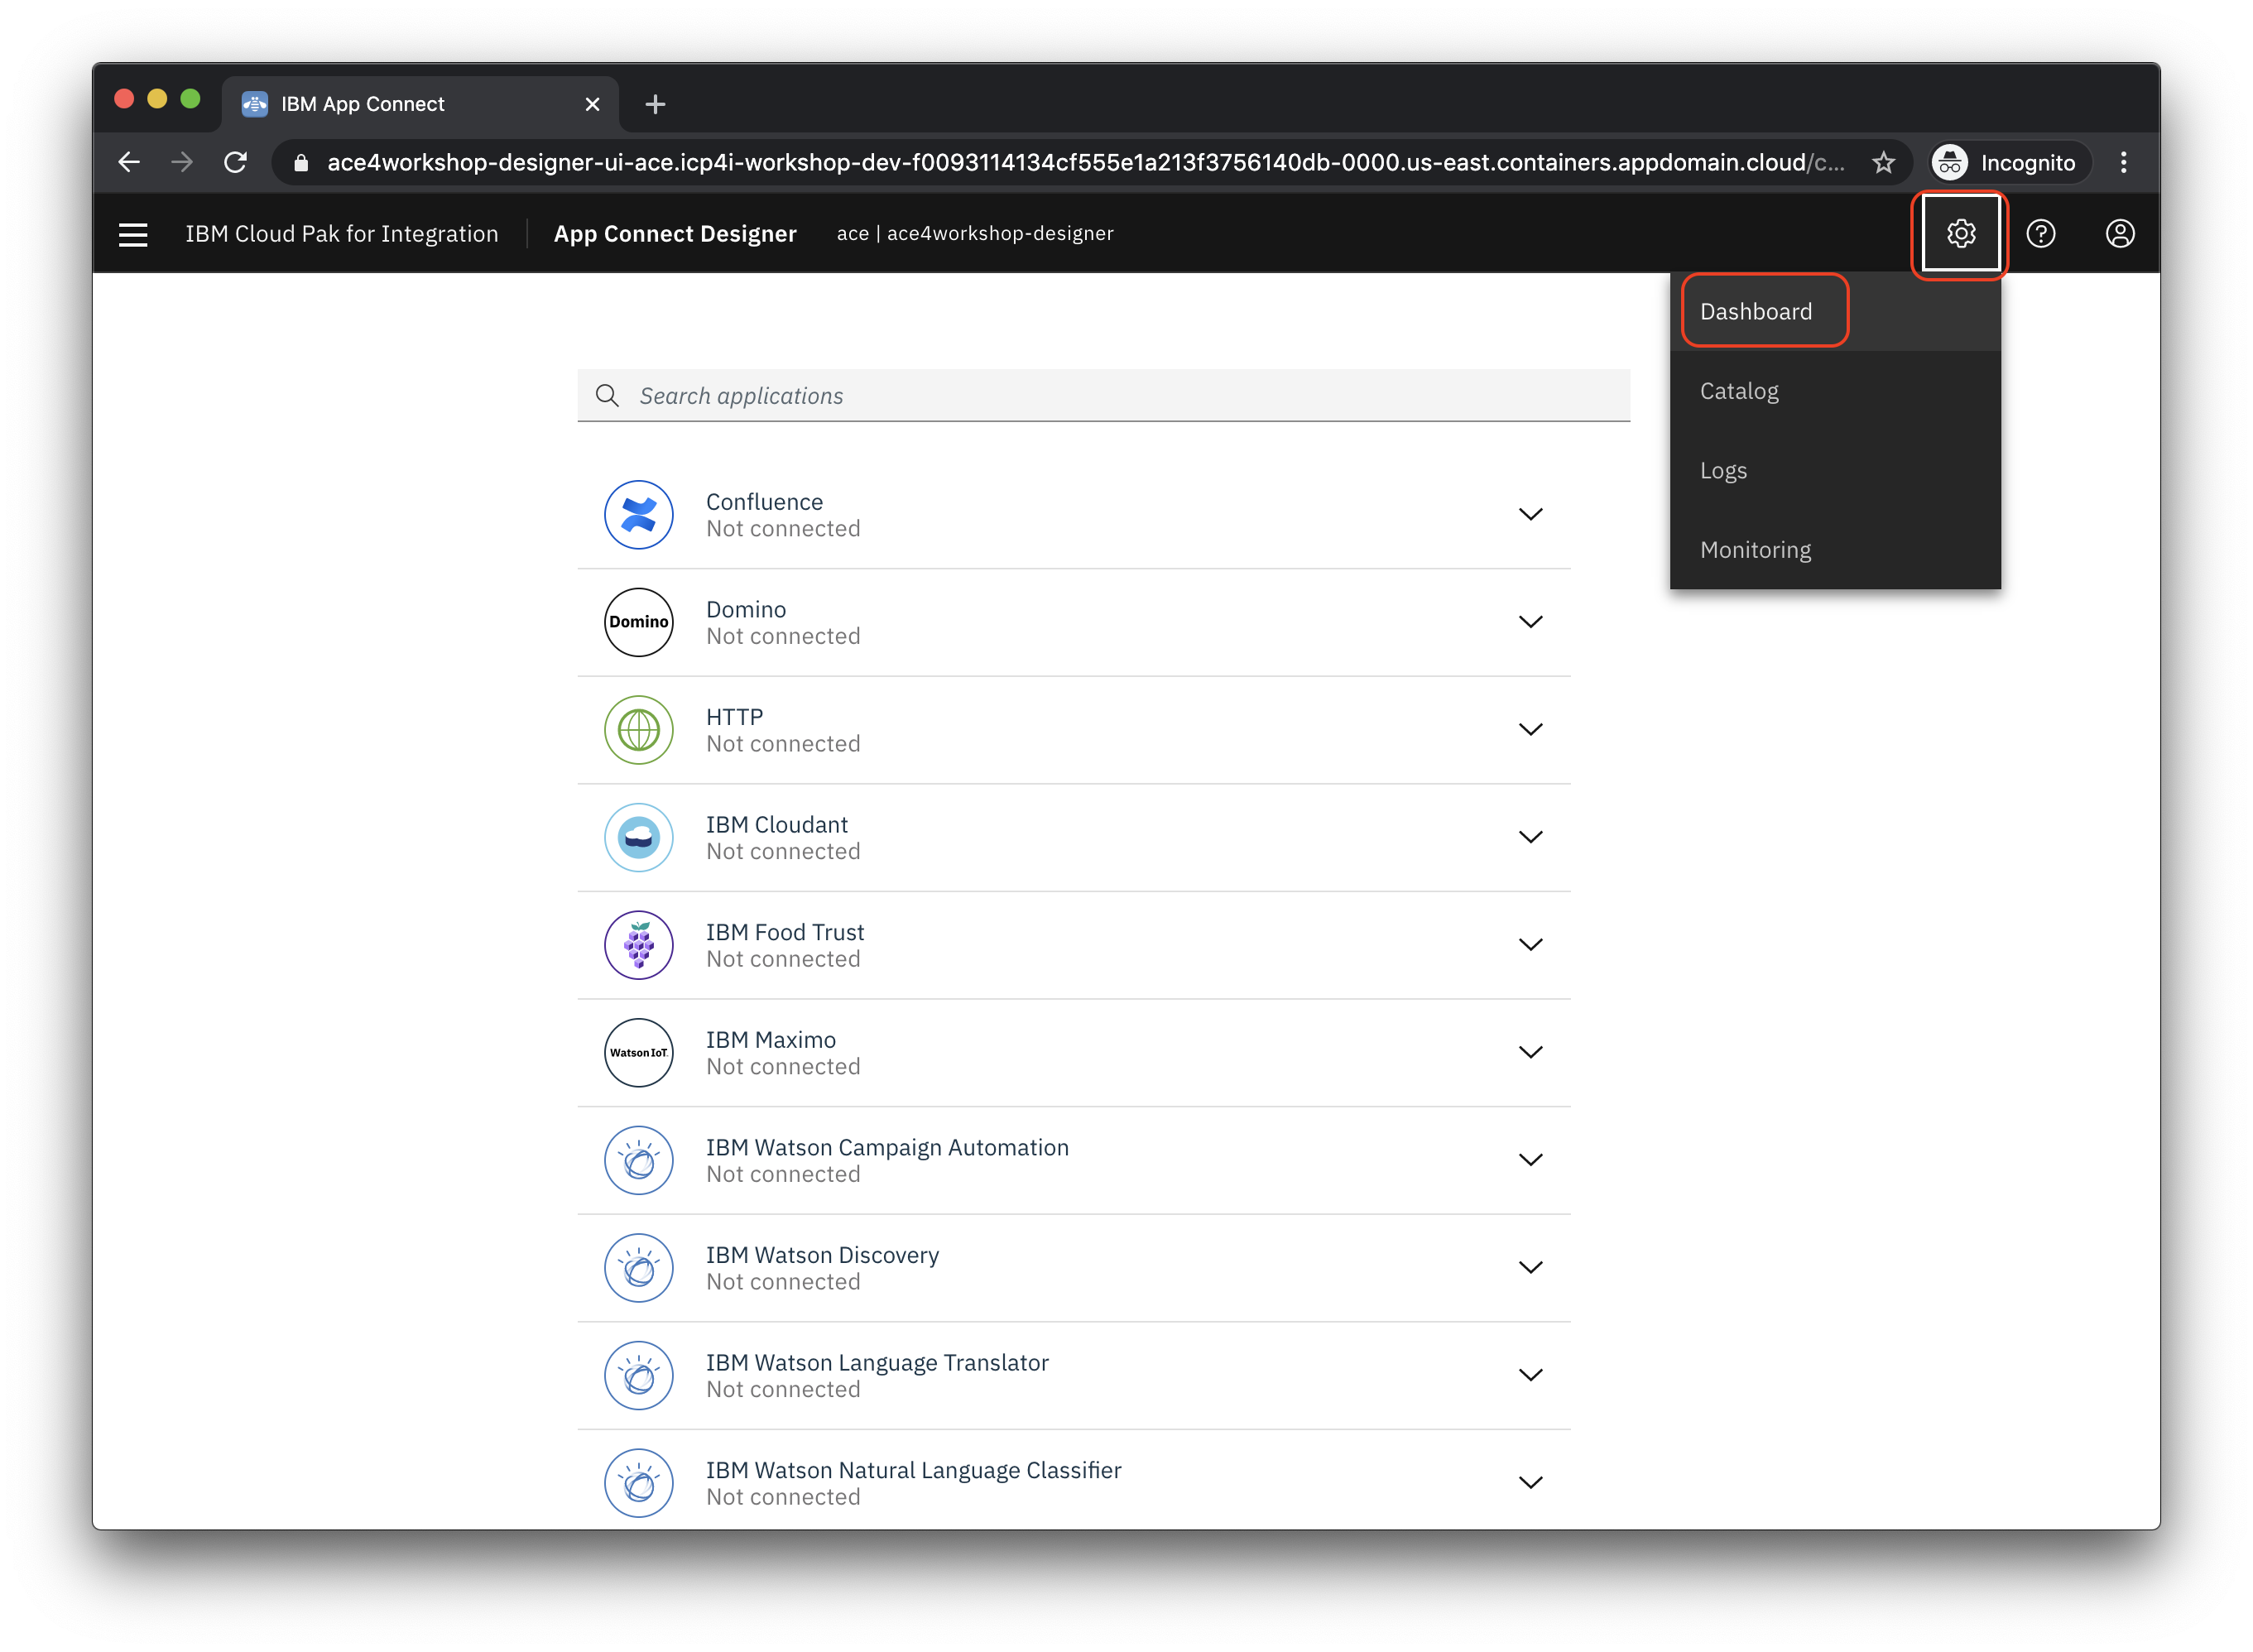 IBM App Connect
ace4workshop-designer-ui-ace.icp4i-workshop-dev-f0093114134cf555e1a213f3756140db-0000.us-east.containers.appdomain.cloud/c...
Incognito
IBM Cloud Pak for Integration
App Connect Designer
ace | ace4workshop-designer
Dashboard
Catalog
Logs
Monitoring
Search applications
Confluence
Not connected
Domino
Domino
Not connected
HTTP
Not connected
IBM Cloudant
Not connected
IBM Food Trust
Not connected
Watson IoT
IBM Maximo
Not connected
IBM Watson Campaign Automation
Not connected
IBM Watson Discovery
Not connected
IBM Watson Language Translator
Not connected
IBM Watson Natural Language Classifier
Not connected